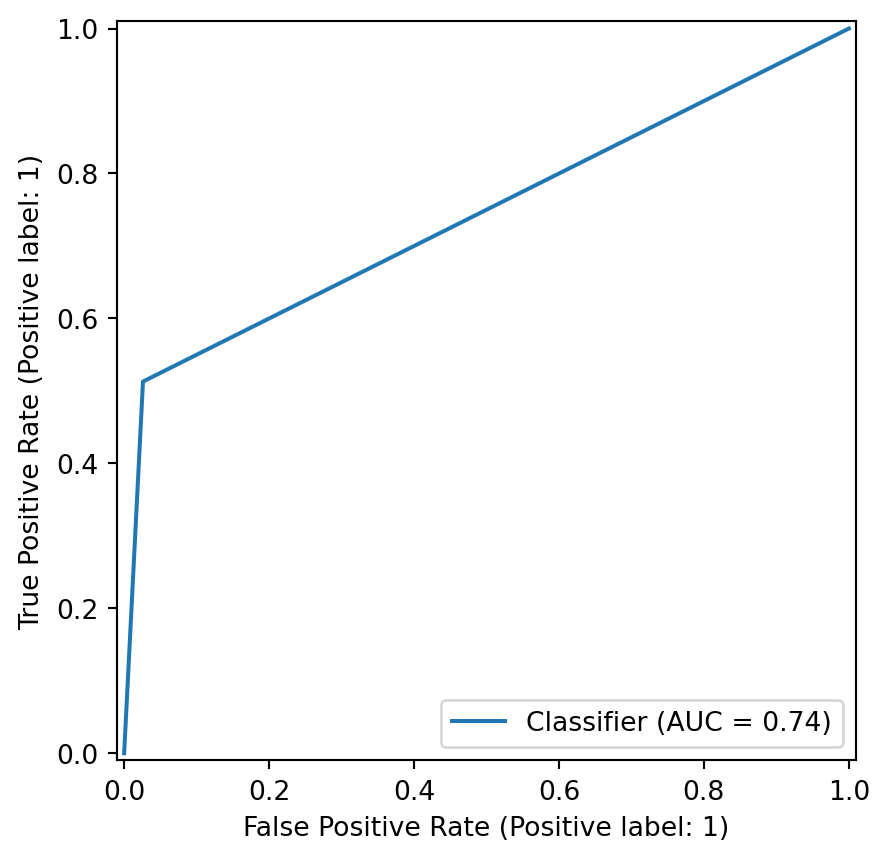 True Positive Rate (Positive label: 1)
1.0
0.8
0.6
0.4
0.2
0.0
Classifier (AUC = 0.74)
0.0 0.2 0.4 0.6 0.8 1.0
False Positive Rate (Positive label: 1)